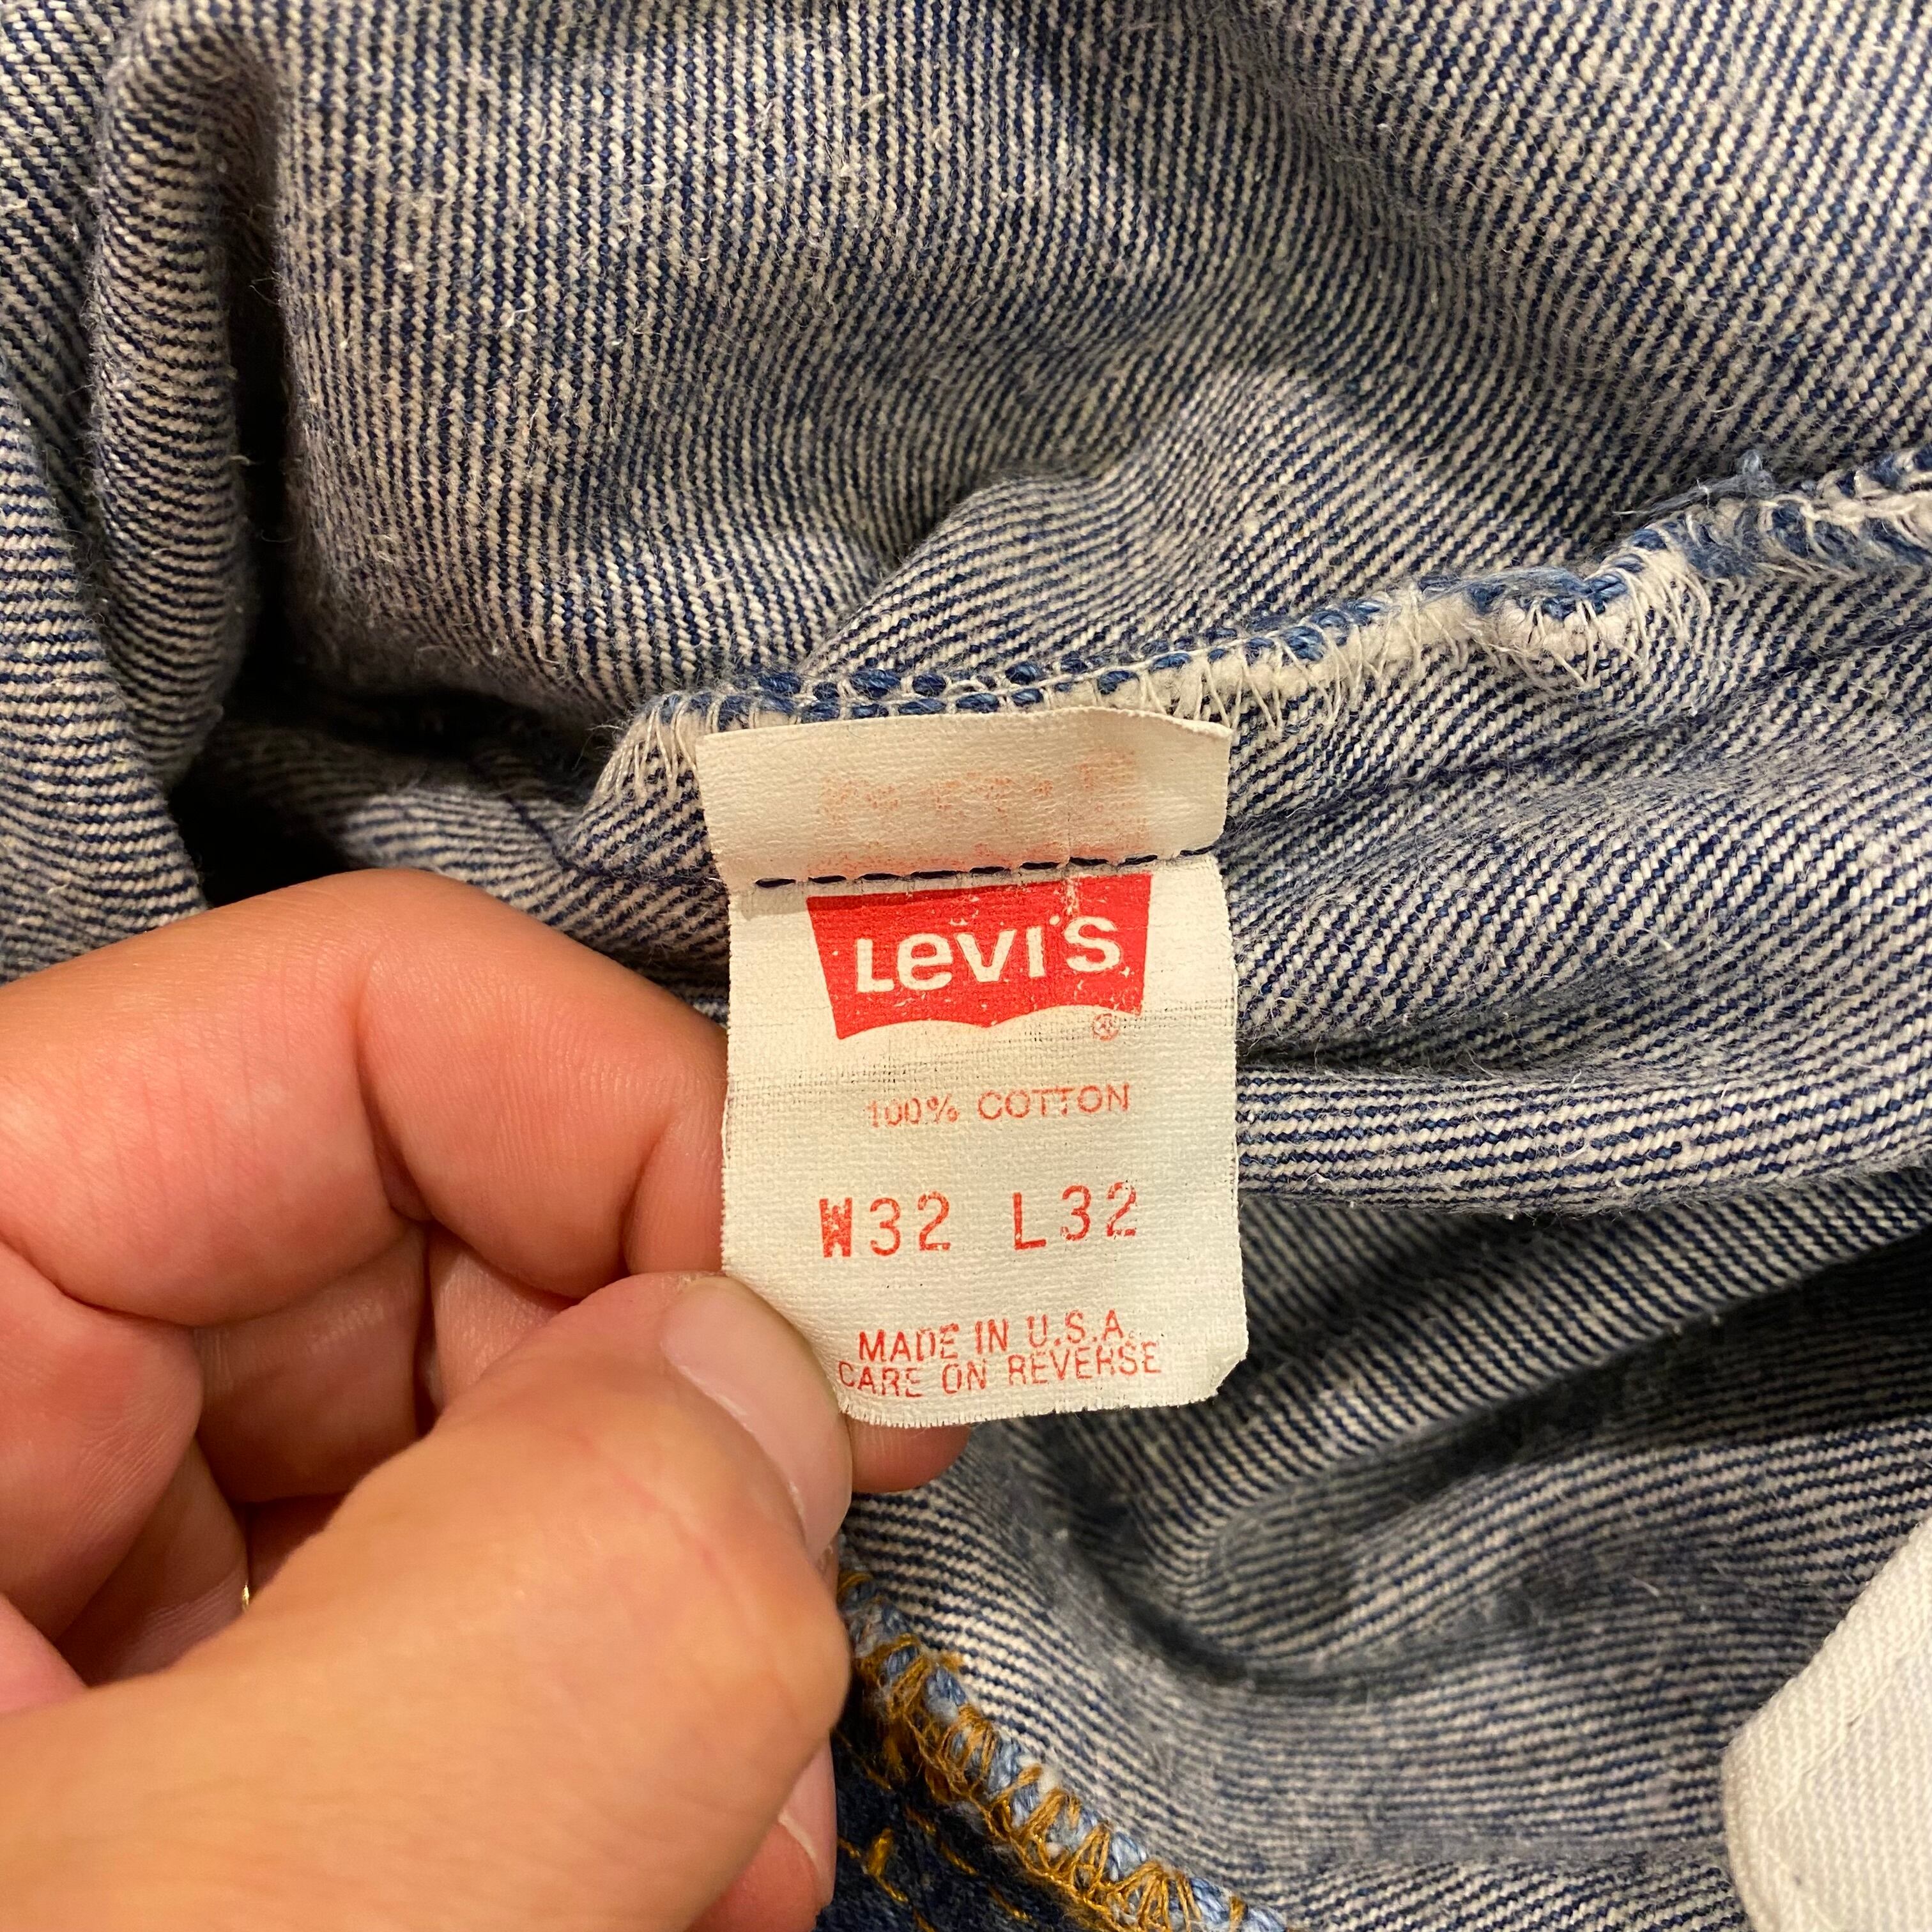 Levi's
®
100% COTTON
W32 L32
MADE IN U.S.A.
CARE ON REVERSE